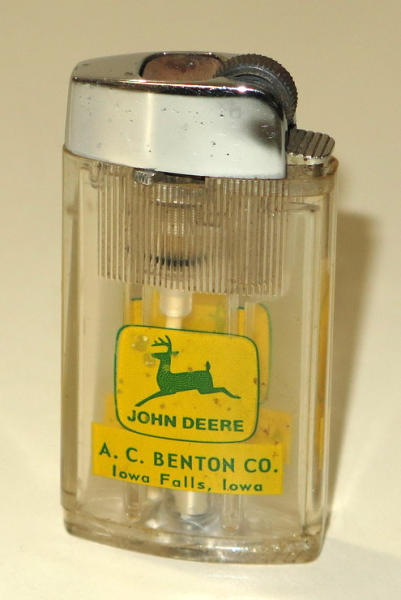 JOHN DEERE
A. C. BENTON CO.
Iowa Falls, Iowa